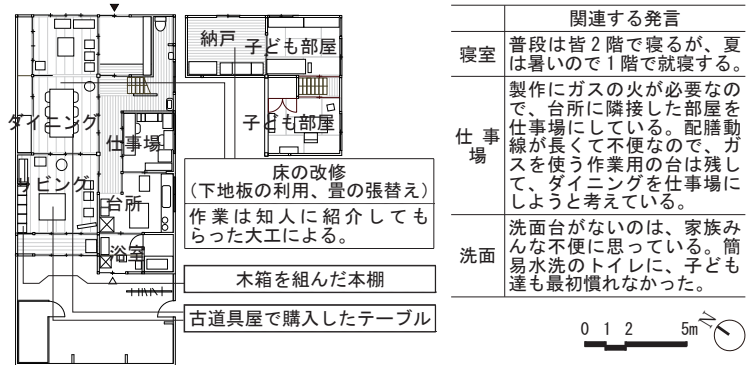 納戸
子ども部屋
ダイニング
仕事場
子ども部屋
リビング
台所
浴室
床の改修
(下地板の利用、畳の張替え)
作業は知人に紹介しても
らった大工による。
木箱を組んだ本棚
古道具屋で購入したテーブル
関連する発言
寝室
普段は皆2階で寝るが、夏
は暑いので1階で就寝する。
仕事
場
製作にガスの火が必要なの
で、台所に隣接した部屋を
仕事場にしている。配膳動
線が長くて不便なので、ガ
スを使う作業用の台は残し
て、ダイニングを仕事場に
しようと考えている。
洗面
洗面台がないのは、家族み
んな不便に思っている。簡
易水洗のトイレに、子ども
達も最初慣れなかった。
0 1 2 5m
N